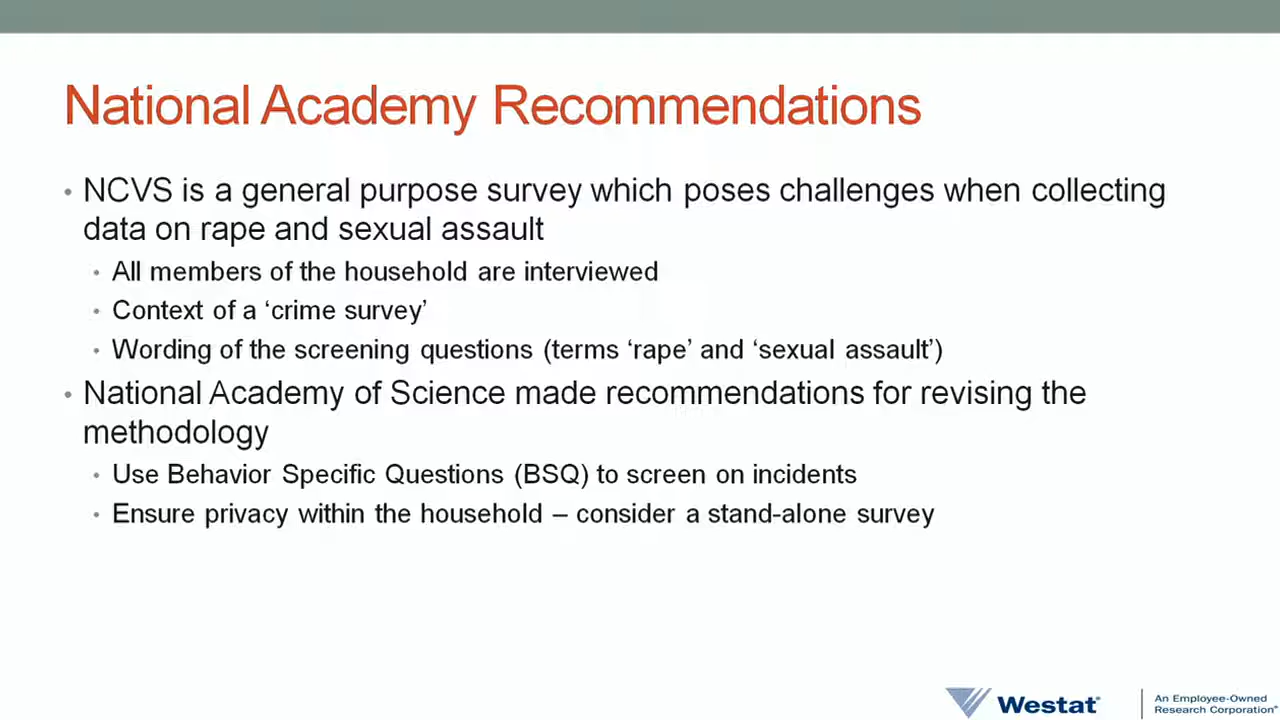 National Academy Recommendations
• NCVS is a general purpose survey which poses challenges when collecting
data on rape and sexual assault
• All members of the household are interviewed
• Context of a ‘crime survey’
• Wording of the screening questions (terms ‘rape’ and ‘sexual assault’)
• National Academy of Science made recommendations for revising the
methodology
• Use Behavior Specific Questions (BSQ) to screen on incidents
• Ensure privacy within the household – consider a stand-alone survey
Westat®
An Employee-Owned
Research Corporation®